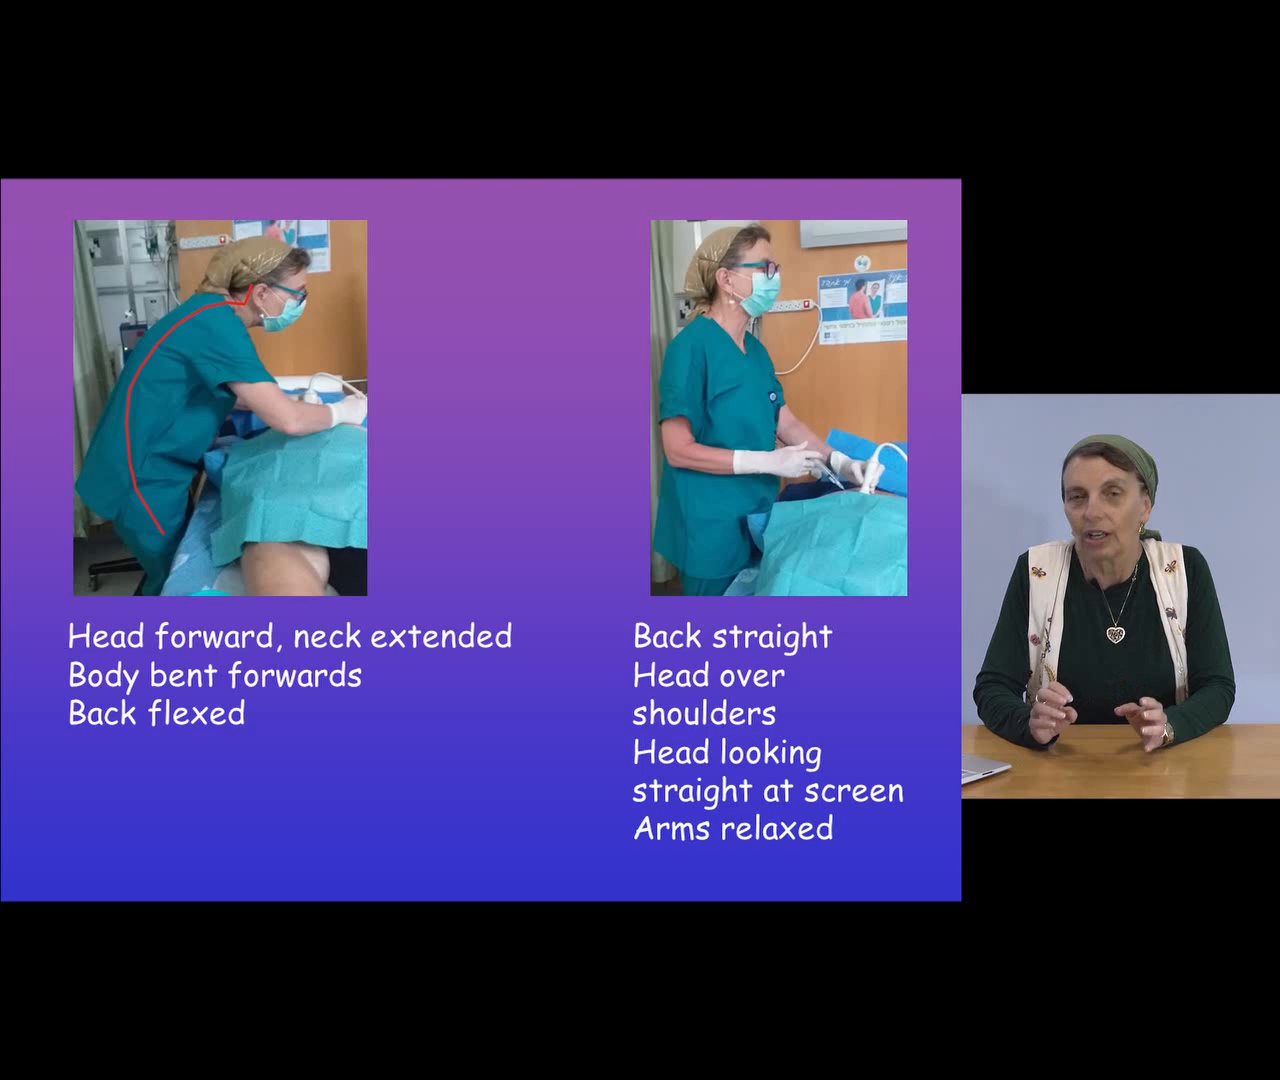 Head forward, neck extended
Body bent forwards
Back flexed
Back straight
Head over
shoulders
Head looking
straight at screen
Arms relaxed